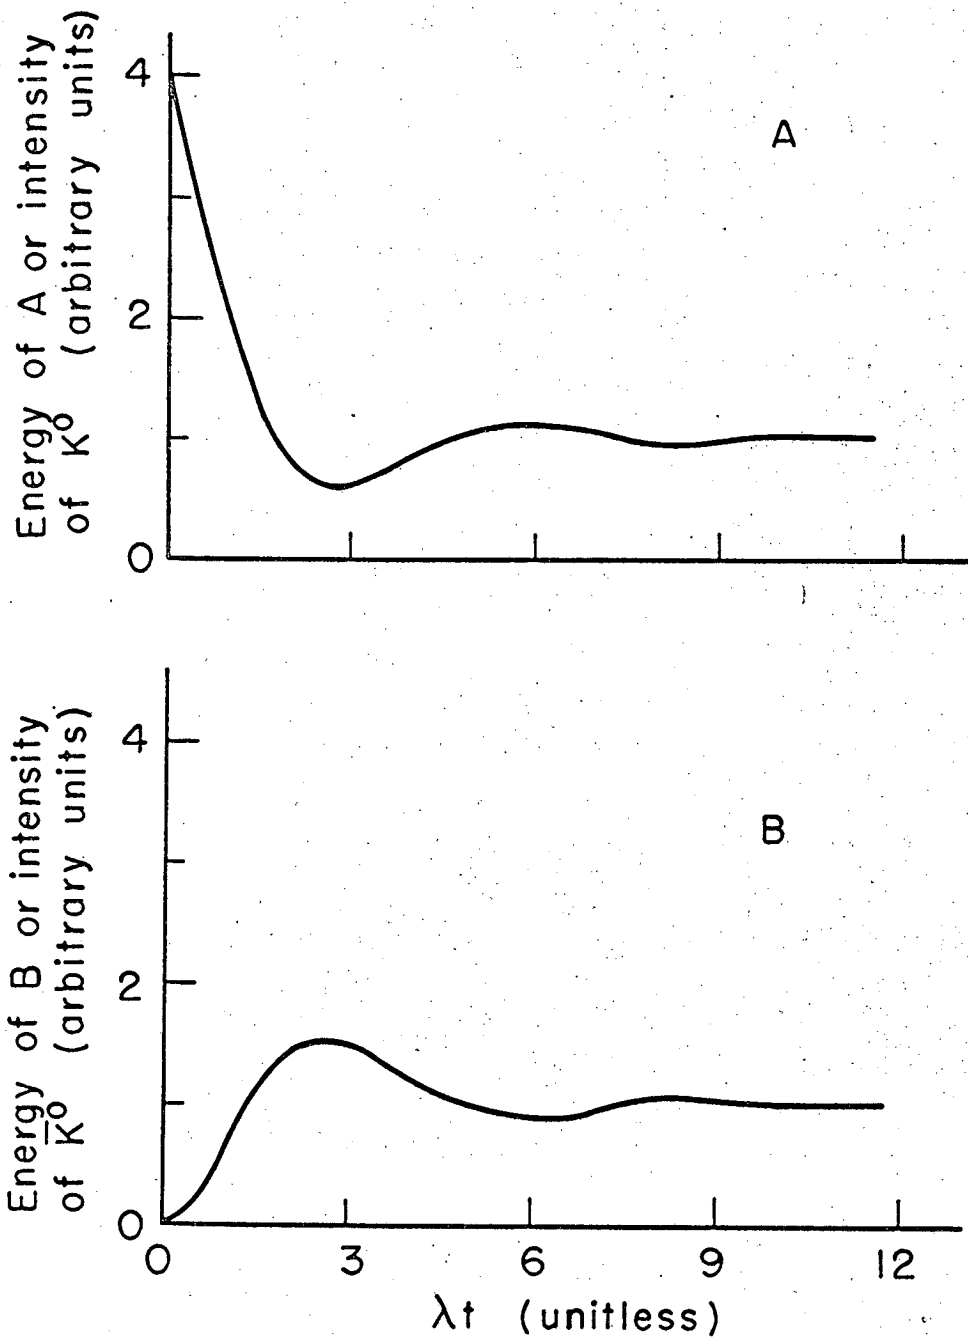 Energy of A or intensity
of K⁰ (arbitrary units)
4
2
0
A
Energy of B or intensity
of K̅⁰ (arbitrary units)
4
2
0
B
0 3 6 9 12
λt (unitless)